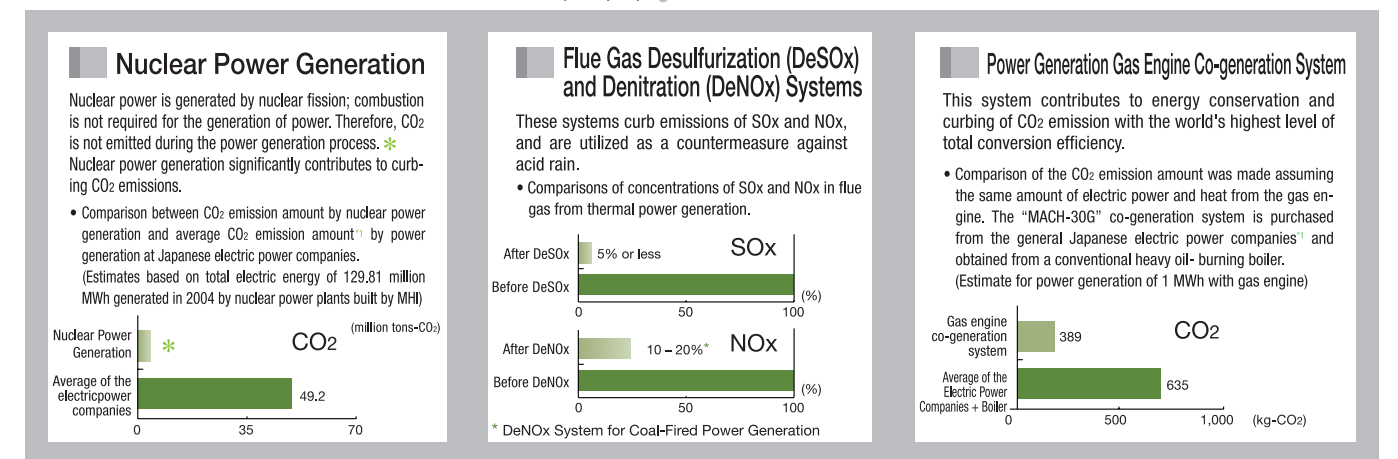 Nuclear Power Generation
Nuclear power is generated by nuclear fission; combustion
is not required for the generation of power. Therefore, CO2
is not emitted during the power generation process. *
Nuclear power generation significantly contributes to curb-
ing CO2 emissions.
• Comparison between CO2 emission amount by nuclear power
generation and average CO2 emission amount*1 by power
generation at Japanese electric power companies.
(Estimates based on total electric energy of 129.81 million
MWh generated in 2004 by nuclear power plants built by MHI)
(million tons-CO2)
CO2
Nuclear Power
Generation
*
Average of the
electricpower
companies
49.2
0 35 70
Flue Gas Desulfurization (DeSOx)
and Denitration (DeNOx) Systems
These systems curb emissions of SOx and NOx,
and are utilized as a countermeasure against
acid rain.
• Comparisons of concentrations of SOx and NOx in flue
gas from thermal power generation.
SOx
After DeSOx 5% or less
Before DeSOx
(%)
0 50 100
NOx
After DeNOx 10 – 20%*
Before DeNOx
(%)
0 50 100
* DeNOx System for Coal-Fired Power Generation
Power Generation Gas Engine Co-generation System
This system contributes to energy conservation and
curbing of CO2 emission with the world's highest level of
total conversion efficiency.
• Comparison of the CO2 emission amount was made assuming
the same amount of electric power and heat from the gas en-
gine. The “MACH-30G” co-generation system is purchased
from the general Japanese electric power companies*1 and
obtained from a conventional heavy oil- burning boiler.
(Estimate for power generation of 1 MWh with gas engine)
CO2
Gas engine
co-generation
system
389
Average of the
Electric Power
Companies + Boiler
635
0 500 1,000 (kg-CO2)